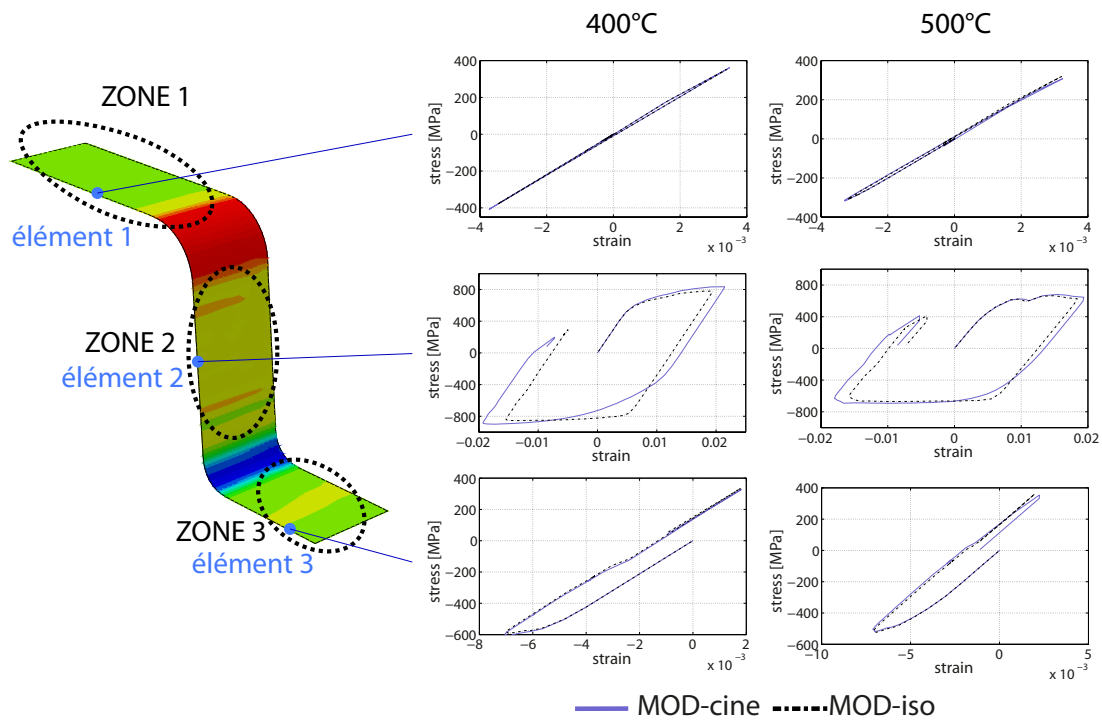 400°C
500°C
ZONE 1
élément 1
ZONE 2
élément 2
ZONE 3
élément 3
stress [MPa]
400
200
0
−200
−400
−4
−2
0
2
4
strain
x 10⁻³
stress [MPa]
400
200
0
−200
−400
−4
−2
0
2
4
strain
x 10⁻³
stress [MPa]
800
400
0
−400
−800
−0.02
−0.01
0
0.01
0.02
strain
stress [MPa]
800
400
0
−400
−800
−0.02
−0.01
0
0.01
0.02
strain
stress [MPa]
400
200
0
−200
−400
−600
−8
−6
−4
−2
0
2
strain
x 10⁻³
stress [MPa]
400
200
0
−200
−400
−600
−10
−5
0
5
strain
x 10⁻³
MOD-cine
MOD-iso